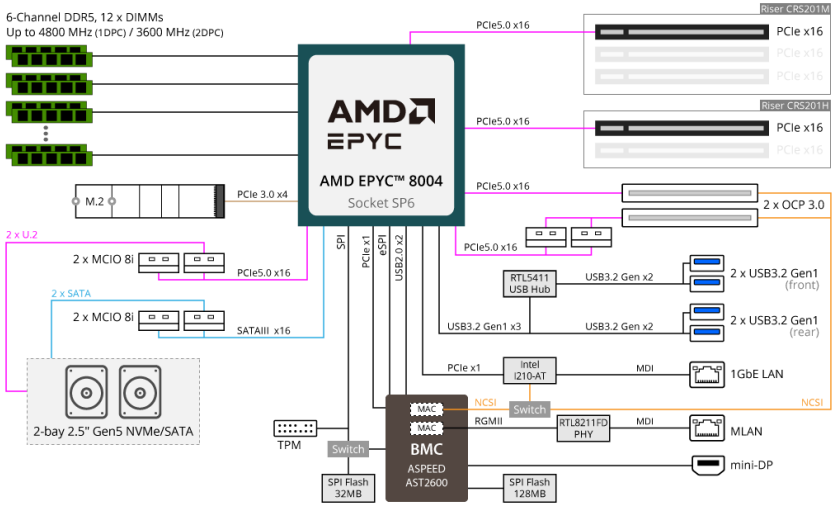 6-Channel DDR5, 12 x DIMMs
Up to 4800 MHz (1DPC) / 3600 MHz (2DPC)
PCIe5.0 x16
Riser CRS201M
PCIe x16
PCIe x16
PCIe x16
AMD
EPYC
AMD EPYC™ 8004
Socket SP6
PCIe5.0 x16
Riser CRS201H
PCIe x16
PCIe x16
M.2
PCIe 3.0 x4
PCIe5.0 x16
2 x OCP 3.0
PCIe5.0 x16
2 x U.2
2 x MCIO 8i
PCIe5.0 x16
2 x SATA
2 x MCIO 8i
SATAIII x16
SPI
PCIe x1
eSPI
USB2.0 x2
RTL5411
USB Hub
USB3.2 Gen x2
2 x USB3.2 Gen1
(front)
USB3.2 Gen1 x3
USB3.2 Gen x2
2 x USB3.2 Gen1
(rear)
PCIe x1
Intel
I210-AT
MDI
1GbE LAN
2-bay 2.5" Gen5 NVMe/SATA
MAC
NCSI
Switch
NCSI
MAC
RGMII
RTL8211FD
PHY
MDI
MLAN
TPM
Switch
BMC
ASPEED
AST2600
mini-DP
SPI Flash
32MB
SPI Flash
128MB